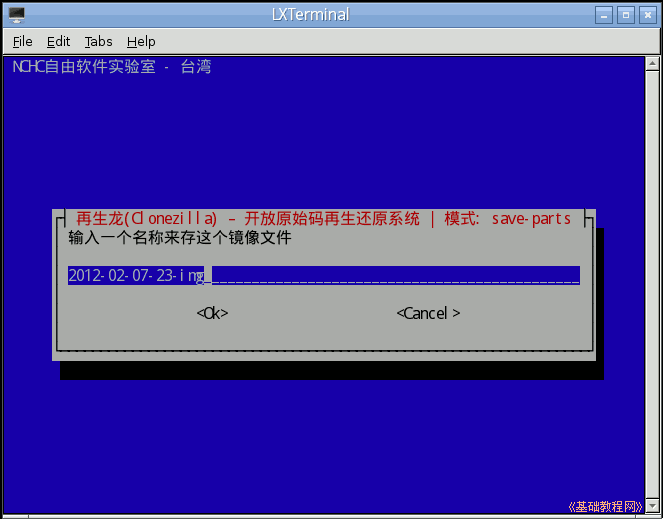 LXTerminal
File Edit Tabs Help
NCHC自由软件实验室 - 台湾
再生龙(Clonezilla) - 开放原始码再生还原系统 | 模式: save-parts
输入一个名称来存这个镜像文件
2012-02-07-23-img
<Ok> <Cancel>
《基础教程网》